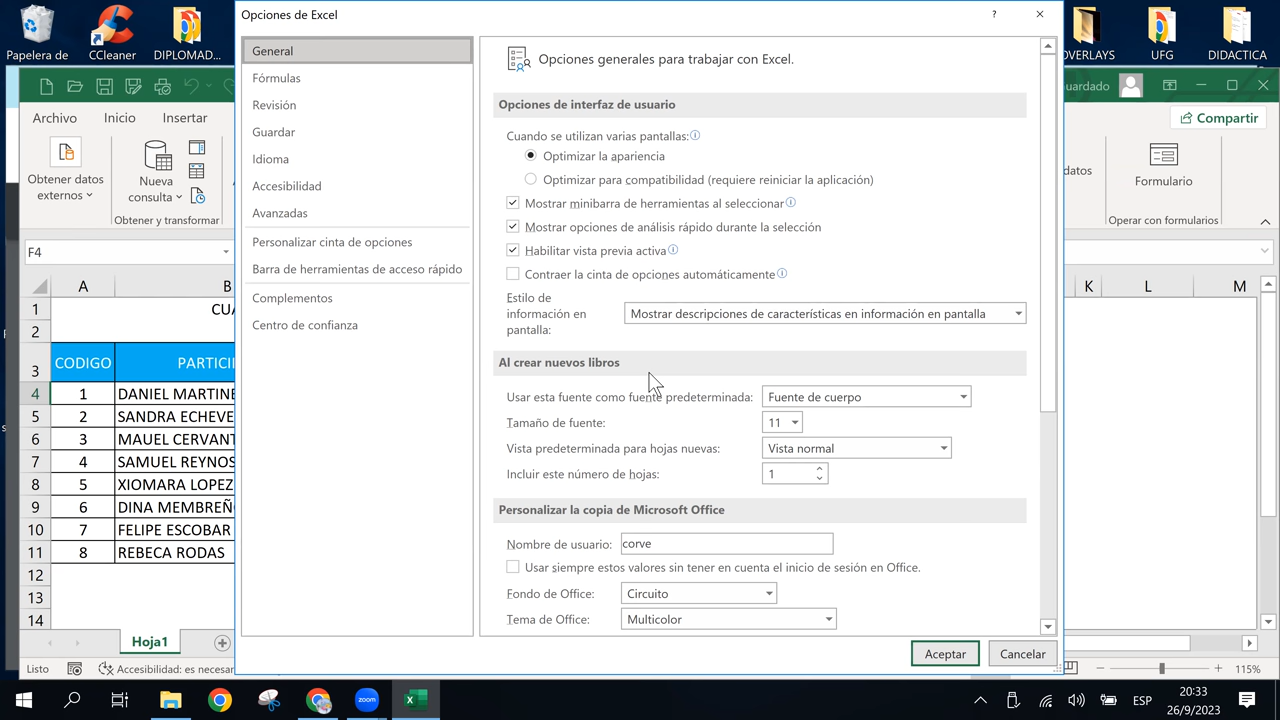 Papelera de
CCleaner
DIPLOMAD...
OVERLAYS
UFG
DIDACTICA
Opciones de Excel
?
General
Fórmulas
Revisión
Guardar
Idioma
Accesibilidad
Avanzadas
Personalizar cinta de opciones
Barra de herramientas de acceso rápido
Complementos
Centro de confianza
Opciones generales para trabajar con Excel.
Opciones de interfaz de usuario
Cuando se utilizan varias pantallas:
Optimizar la apariencia
Optimizar para compatibilidad (requiere reiniciar la aplicación)
Mostrar minibarra de herramientas al seleccionar
Mostrar opciones de análisis rápido durante la selección
Habilitar vista previa activa
Contraer la cinta de opciones automáticamente
Estilo de
información en
pantalla:
Mostrar descripciones de características en información en pantalla
Al crear nuevos libros
Usar esta fuente como fuente predeterminada: Fuente de cuerpo
Tamaño de fuente: 11
Vista predeterminada para hojas nuevas: Vista normal
Incluir este número de hojas: 1
Personalizar la copia de Microsoft Office
Nombre de usuario: corve
Usar siempre estos valores sin tener en cuenta el inicio de sesión en Office.
Fondo de Office: Circuito
Tema de Office: Multicolor
Aceptar
Cancelar
Archivo
Inicio
Insertar
Obtener datos
externos
Nueva
consulta
Obtener y transformar
F4
A
B
1
CUA
2
3 CODIGO PARTICI
4 1 DANIEL MARTINE
5 2 SANDRA ECHEVE
6 3 MAUEL CERVANT
7 4 SAMUEL REYNOS
8 5 XIOMARA LOPEZ
9 6 DINA MEMBREÑ
10 7 FELIPE ESCOBAR
11 8 REBECA RODAS
12
13
14
Hoja1
Listo
Accesibilidad: es necesar
uardado
Compartir
datos
Formulario
Operar con formularios
K
L
M
115%
zoom
ESP
20:33
26/9/2023